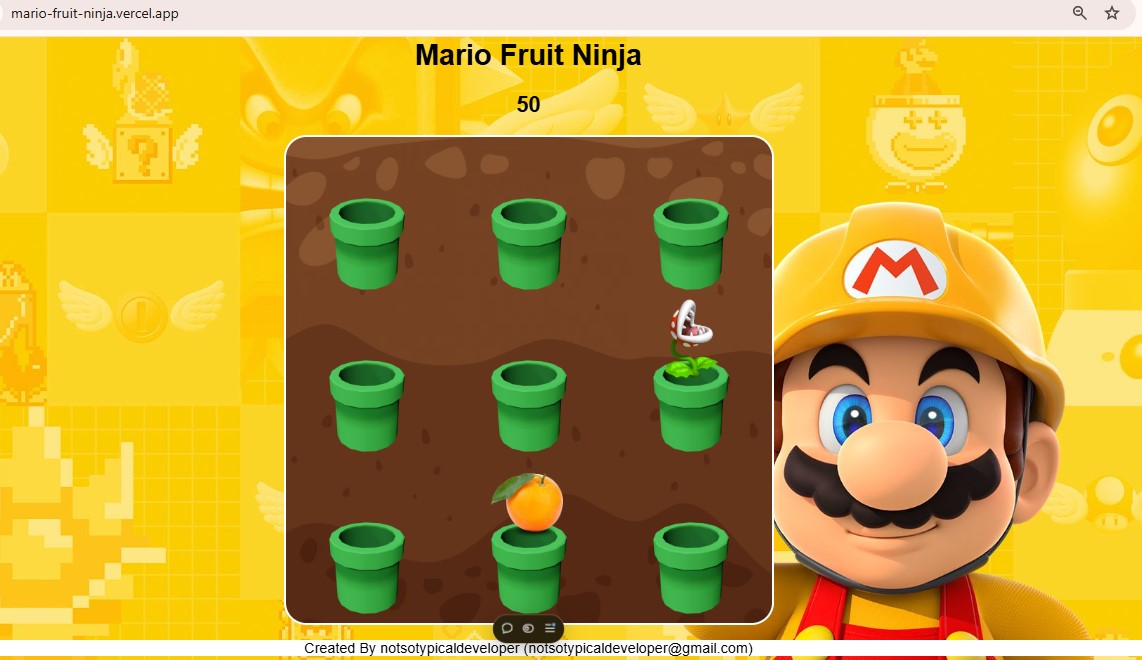 mario-fruit-ninja.vercel.app
Mario Fruit Ninja
50
?
M
Created By notsotypicaldeveloper (notsotypicaldeveloper@gmail.com)